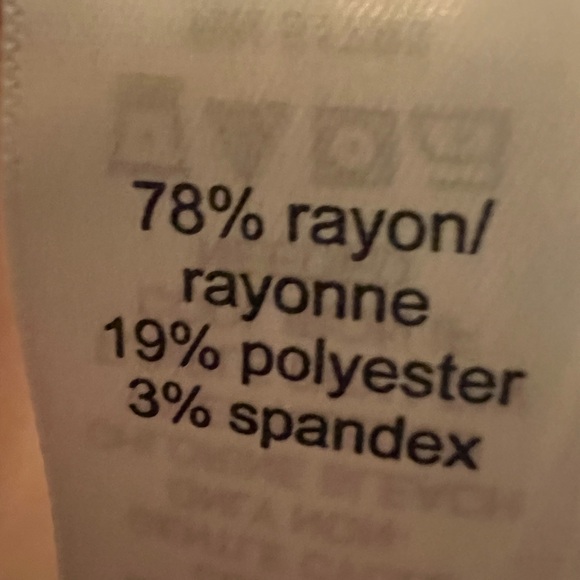 78% rayon/
rayonne
19% polyester
3% spandex